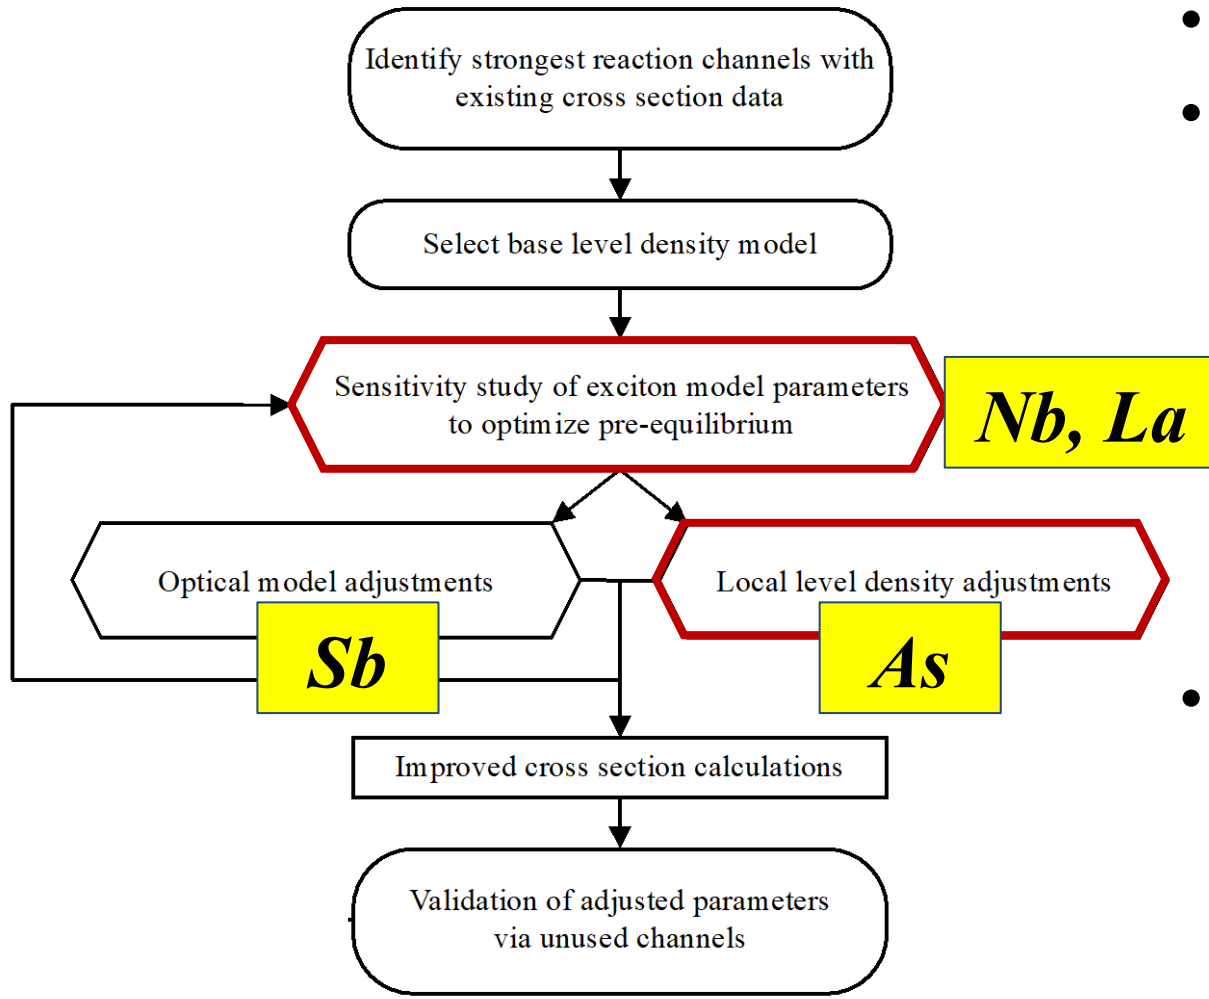 Identify strongest reaction channels with
existing cross section data
Select base level density model
Sensitivity study of exciton model parameters
to optimize pre-equilibrium
Nb, La
Optical model adjustments
Local level density adjustments
Sb
As
Improved cross section calculations
Validation of adjusted parameters
via unused channels